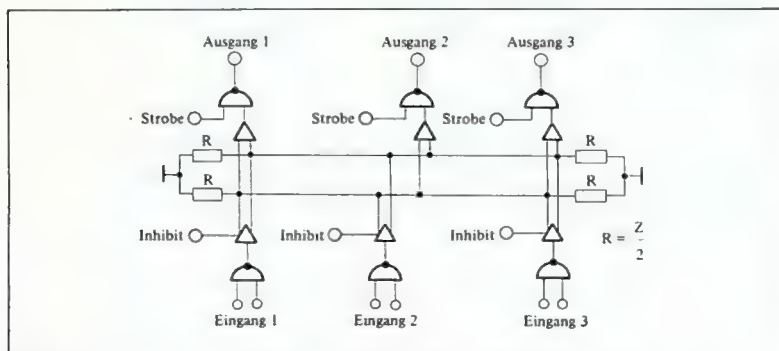 Ausgang 1 Ausgang 2 Ausgang 3
Strobe Strobe Strobe
R R
R R
Inhibit Inhibit Inhibit R = Z
2
Eingang 1 Eingang 2 Eingang 3